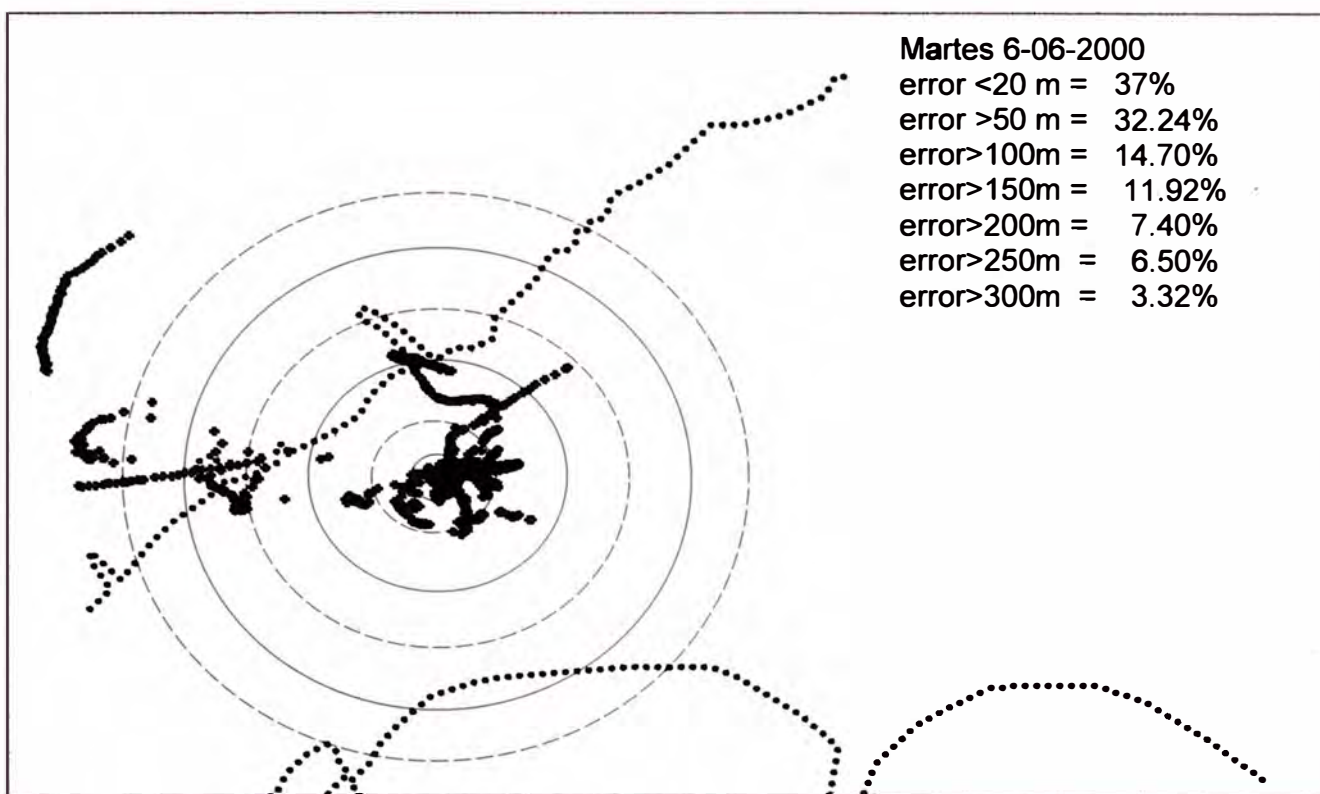 Martes 6-06-2000
error <20 m = 37%
error >50 m = 32.24%
error>100m = 14.70%
error>150m = 11.92%
error>200m = 7.40%
error>250m = 6.50%
error>300m = 3.32%